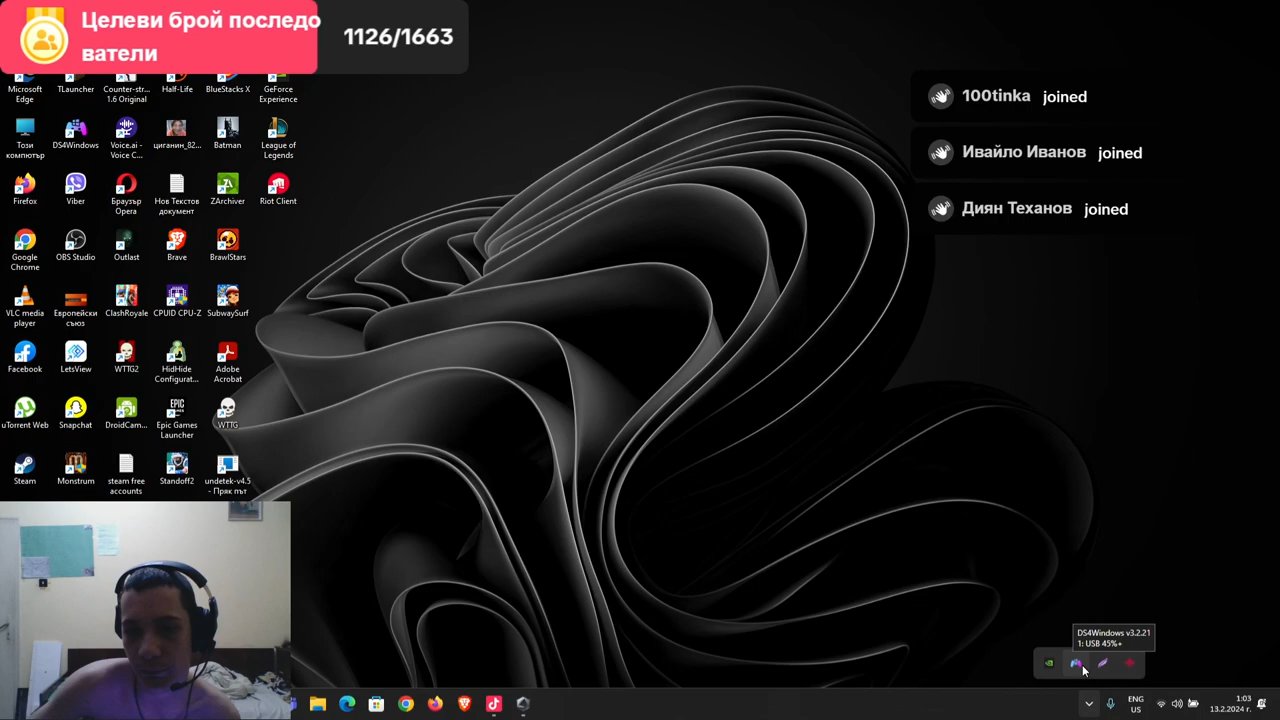 Целеви брой последо
ватели
1126/1663
100tinka joined
Ивайло Иванов joined
Диян Теханов joined
Microsoft
Edge
TLauncher
Counter-str...
1.6 Original
Half-Life
BlueStacks X
GeForce
Experience
Този
компютър
DS4Windows
Voice.ai -
Voice C...
циганин_82...
Batman
League of
Legends
Firefox
Viber
Браузър
Opera
Нов Текстов
документ
ZArchiver
Riot Client
Google
Chrome
OBS Studio
Outlast
Brave
BrawlStars
VLC media
player
Европейски
съюз
ClashRoyale
CPUID CPU-Z
SubwaySurf
Facebook
LetsView
WTTG2
HidHide
Configurat...
Adobe
Acrobat
uTorrent Web
Snapchat
DroidCam...
Epic Games
Launcher
WTTG
Steam
Monstrum
steam free
accounts
Standoff2
undetek-v4.5
- Пряк път
DS4Windows v3.2.21
1: USB 45%+
ENG
US
1:03
13.2.2024 г.